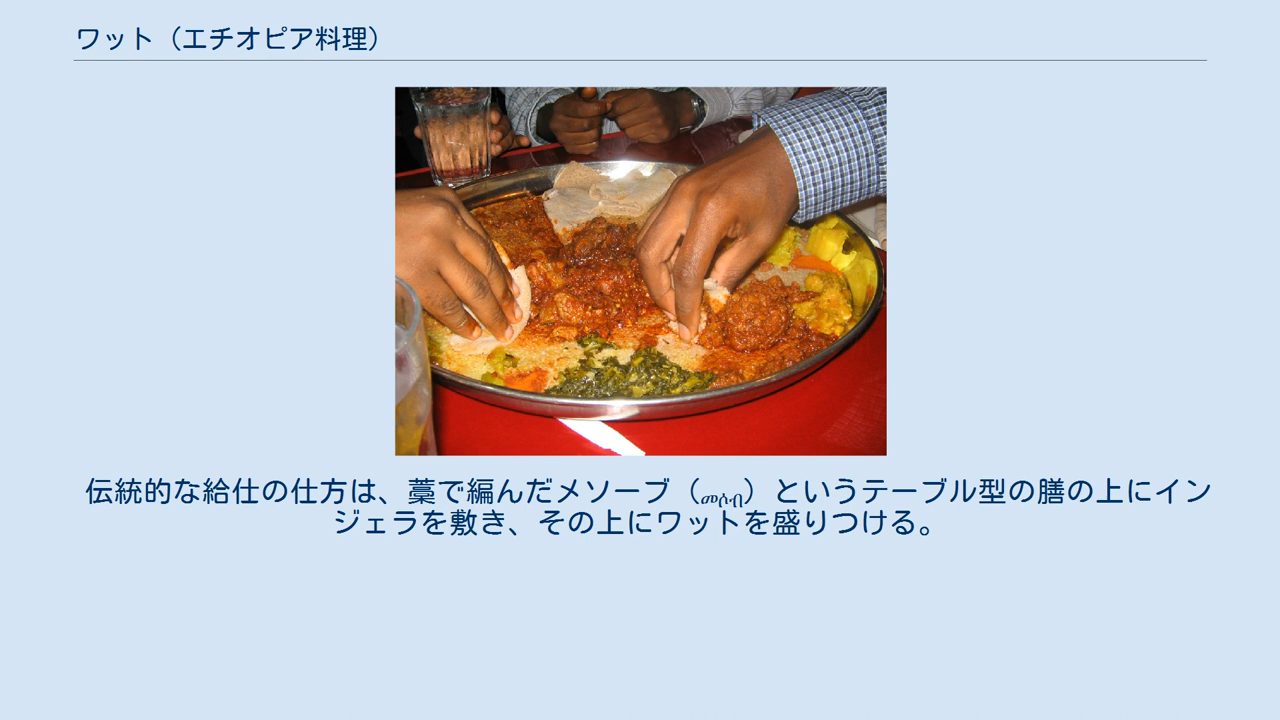 ワット（エチオピア料理）
伝統的な給仕の仕方は、藁で編んだメソーブ（መሶብ）というテーブル型の膳の上にイン
ジェラを敷き、その上にワットを盛りつける。